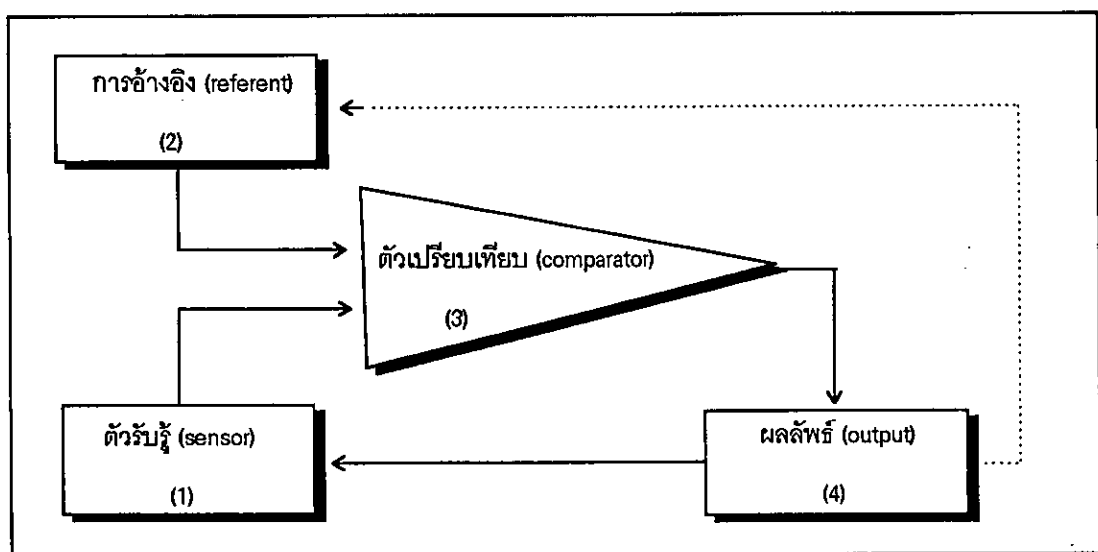 การอ้างอิง (referent)
(2)
ตัวเปรียบเทียบ (comparator)
(3)
ตัวรับรู้ (sensor)
(1)
ผลลัพธ์ (output)
(4)